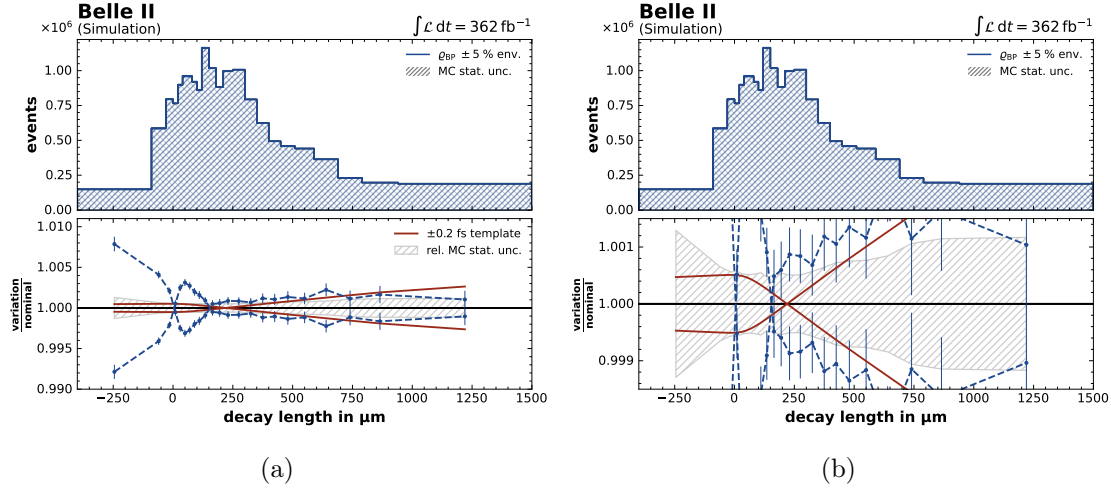 Belle II
(Simulation)
∫ℒ dt = 362 fb⁻¹
×10⁶
ϱBP ± 5 % env.
MC stat. unc.
events
1.00
0.75
0.50
0.25
0.00
±0.2 fs template
rel. MC stat. unc.
variation
nominal
1.010
1.005
1.000
0.995
0.990
−250 0 250 500 750 1000 1250 1500
decay length in µm
(a)
Belle II
(Simulation)
∫ℒ dt = 362 fb⁻¹
×10⁶
ϱBP ± 5 % env.
MC stat. unc.
events
1.00
0.75
0.50
0.25
0.00
variation
nominal
1.001
1.000
0.999
−250 0 250 500 750 1000 1250 1500
decay length in µm
(b)